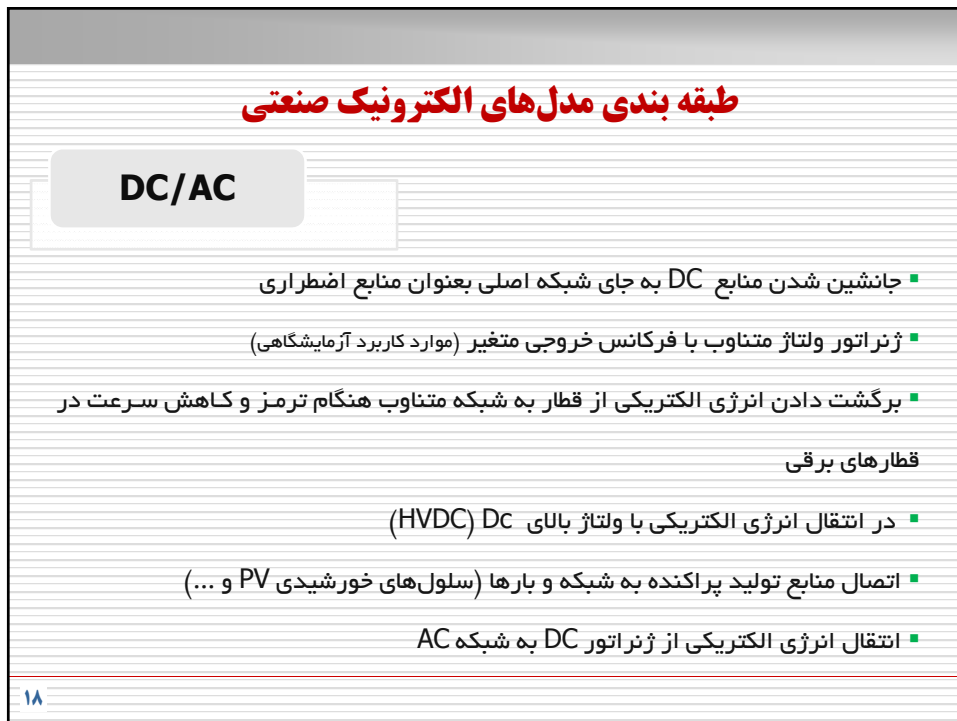 طبقه بندی مدل‌های الکترونیک صنعتی
DC/AC
▪ جانشین شدن منابع DC به جای شبکه اصلی بعنوان منابع اضطراری
▪ ژنراتور ولتاژ متناوب با فرکانس خروجی متغیر (موارد کاربرد آزمایشگاهی)
▪ برگشت دادن انرژی الکتریکی از قطار به شبکه متناوب هنگام ترمز و کاهش سرعت در
قطارهای برقی
▪ در انتقال انرژی الکتریکی با ولتاژ بالای Dc (HVDC)
▪ اتصال منابع تولید پراکنده به شبکه و بارها (سلول‌های خورشیدی PV و ...)
▪ انتقال انرژی الکتریکی از ژنراتور DC به شبکه AC
۱۸